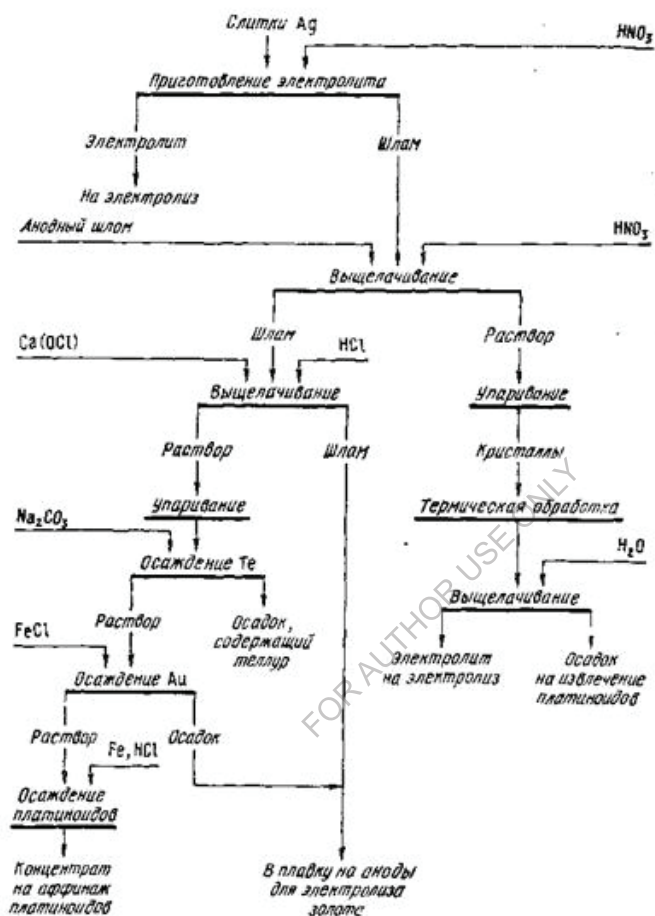 Слитки Ag
HNO3
Приготовление электролита
Электролит
Шлам
На электролиз
Анодный шлам
HNO3
Выщелачивание
Шлам
Раствор
Ca(OCl)
HCl
Выщелачивание
Упаривание
Раствор
Шлам
Кристаллы
Упаривание
Термическая обработка
Na2CO3
Осаждение Te
H2O
Выщелачивание
Раствор
Осадок,
содержащий
теллур
FeCl
Электролит
на электролиз
Осадок
на извлечение
платиноидов
Осаждение Au
Раствор
Осадок
Fe, HCl
Осаждение
платиноидов
Концентрат
на аффинаж
платиноидов
В плавку на аноды
для электролиза
золота
FOR AUTHOR USE ONLY